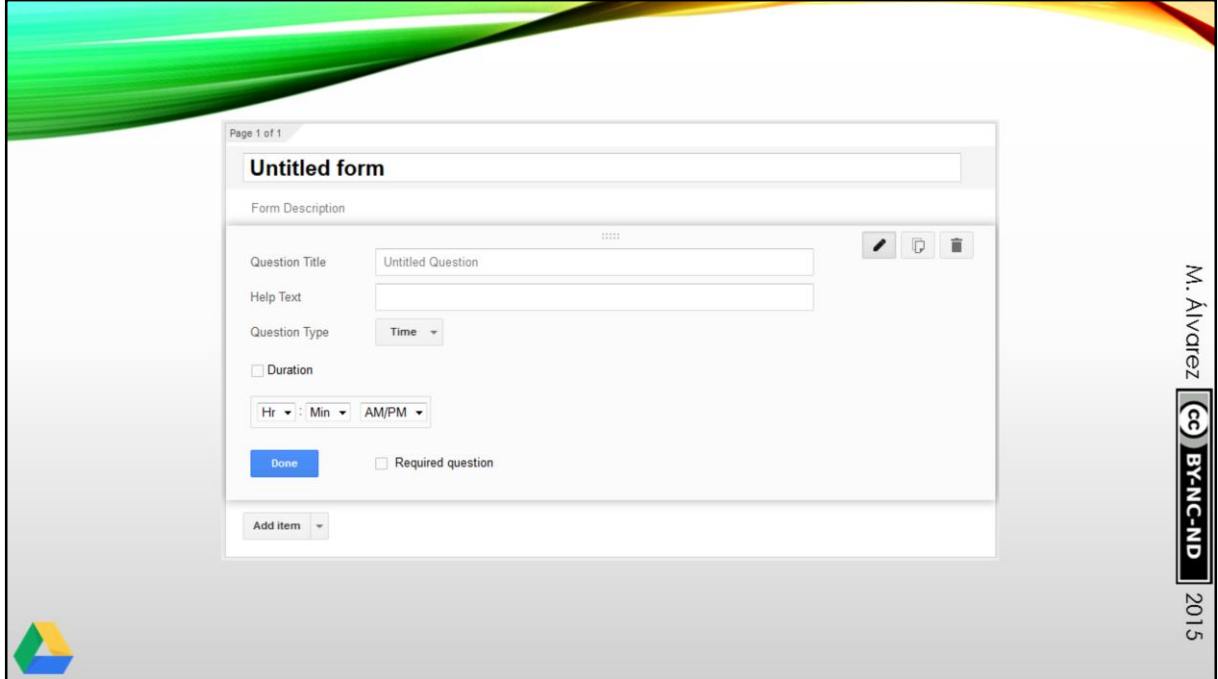 Page 1 of 1
Untitled form
Form Description
Question Title Untitled Question
Help Text
Question Type Time
Duration
Hr : Min AM/PM
Done Required question
Add item
M. Álvarez cc BY-NC-ND 2015